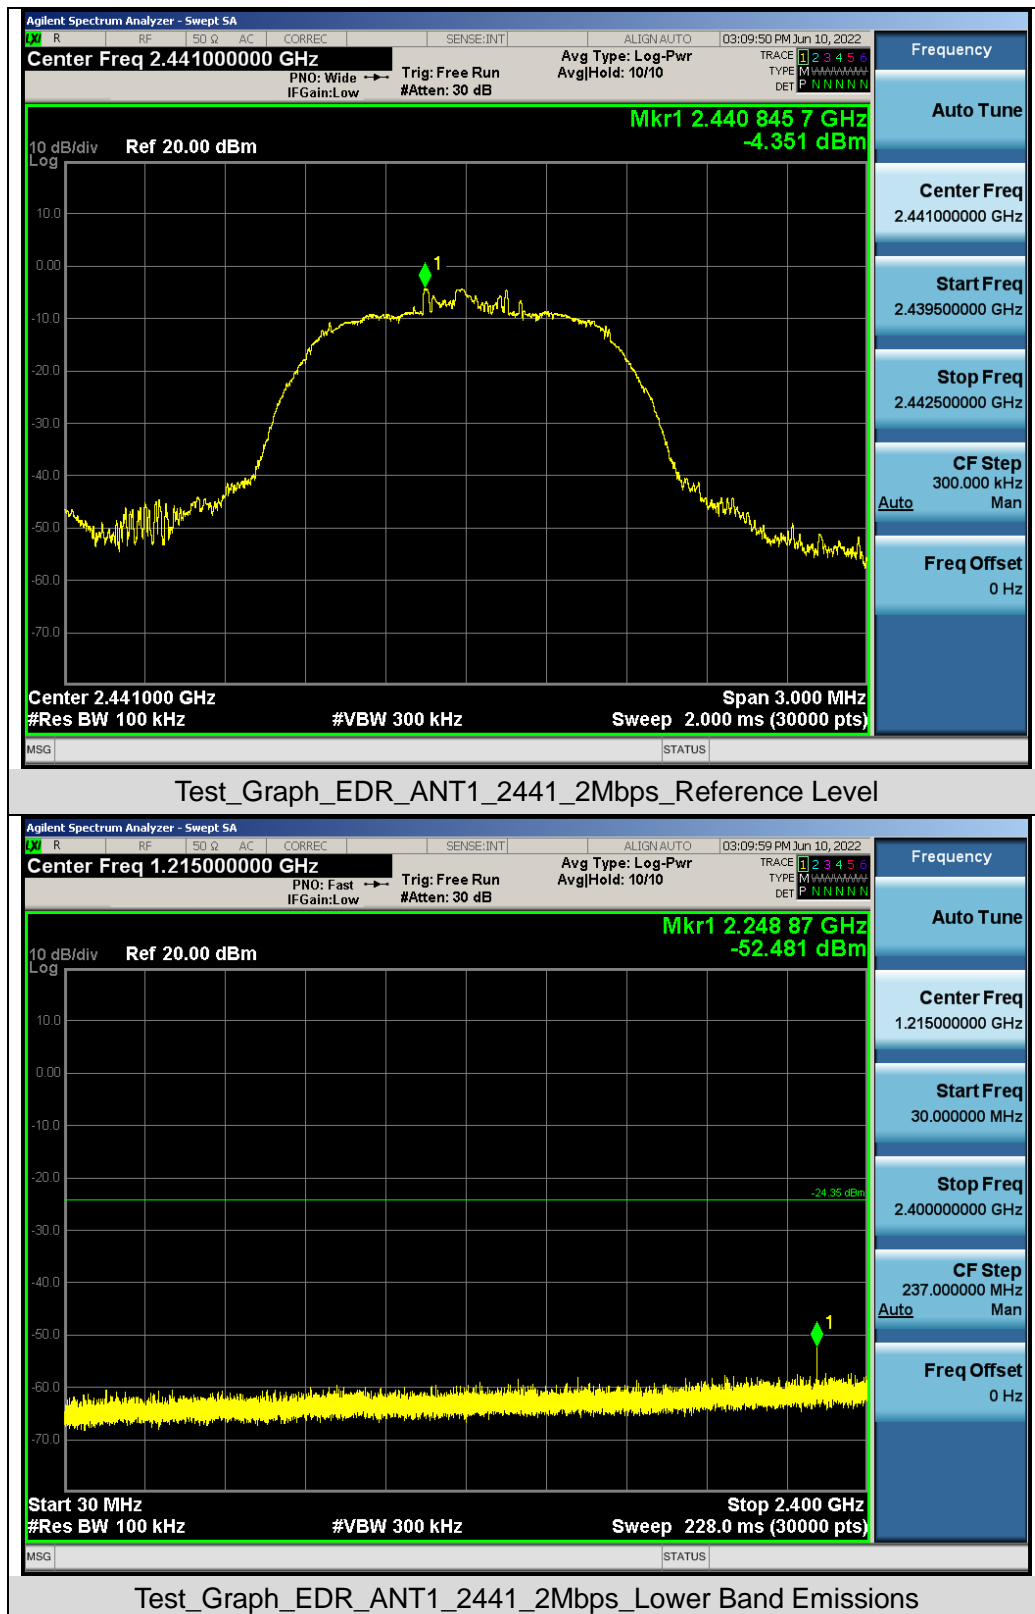 Agilent Spectrum Analyzer - Swept SA
LXI R RF 50 Ω AC CORREC SENSE:INT ALIGN AUTO 03:09:50 PM Jun 10, 2022
Center Freq 2.441000000 GHz
PNO: Wide
IFGain:Low
Trig: Free Run
#Atten: 30 dB
Avg Type: Log-Pwr
Avg|Hold: 10/10
TRACE 1 2 3 4 5 6
TYPE M
DET P N N N N N
Mkr1 2.440 845 7 GHz
-4.351 dBm
10 dB/div Ref 20.00 dBm
Log
10.0
0.00
-10.0
-20.0
-30.0
-40.0
-50.0
-60.0
-70.0
1
Center 2.441000 GHz Span 3.000 MHz
#Res BW 100 kHz #VBW 300 kHz Sweep 2.000 ms (30000 pts)
MSG STATUS
Frequency
Auto Tune
Center Freq
2.441000000 GHz
Start Freq
2.439500000 GHz
Stop Freq
2.442500000 GHz
CF Step
300.000 kHz
Auto Man
Freq Offset
0 Hz
Test_Graph_EDR_ANT1_2441_2Mbps_Reference Level
Agilent Spectrum Analyzer - Swept SA
LXI R RF 50 Ω AC CORREC SENSE:INT ALIGN AUTO 03:09:59 PM Jun 10, 2022
Center Freq 1.215000000 GHz
PNO: Fast
IFGain:Low
Trig: Free Run
#Atten: 30 dB
Avg Type: Log-Pwr
Avg|Hold: 10/10
TRACE 1 2 3 4 5 6
TYPE M
DET P N N N N N
Mkr1 2.248 87 GHz
-52.481 dBm
10 dB/div Ref 20.00 dBm
Log
10.0
0.00
-10.0
-20.0
-30.0
-40.0
-50.0
-60.0
-70.0
-24.35 dBm
1
Start 30 MHz Stop 2.400 GHz
#Res BW 100 kHz #VBW 300 kHz Sweep 228.0 ms (30000 pts)
MSG STATUS
Frequency
Auto Tune
Center Freq
1.215000000 GHz
Start Freq
30.000000 MHz
Stop Freq
2.400000000 GHz
CF Step
237.000000 MHz
Auto Man
Freq Offset
0 Hz
Test_Graph_EDR_ANT1_2441_2Mbps_Lower Band Emissions